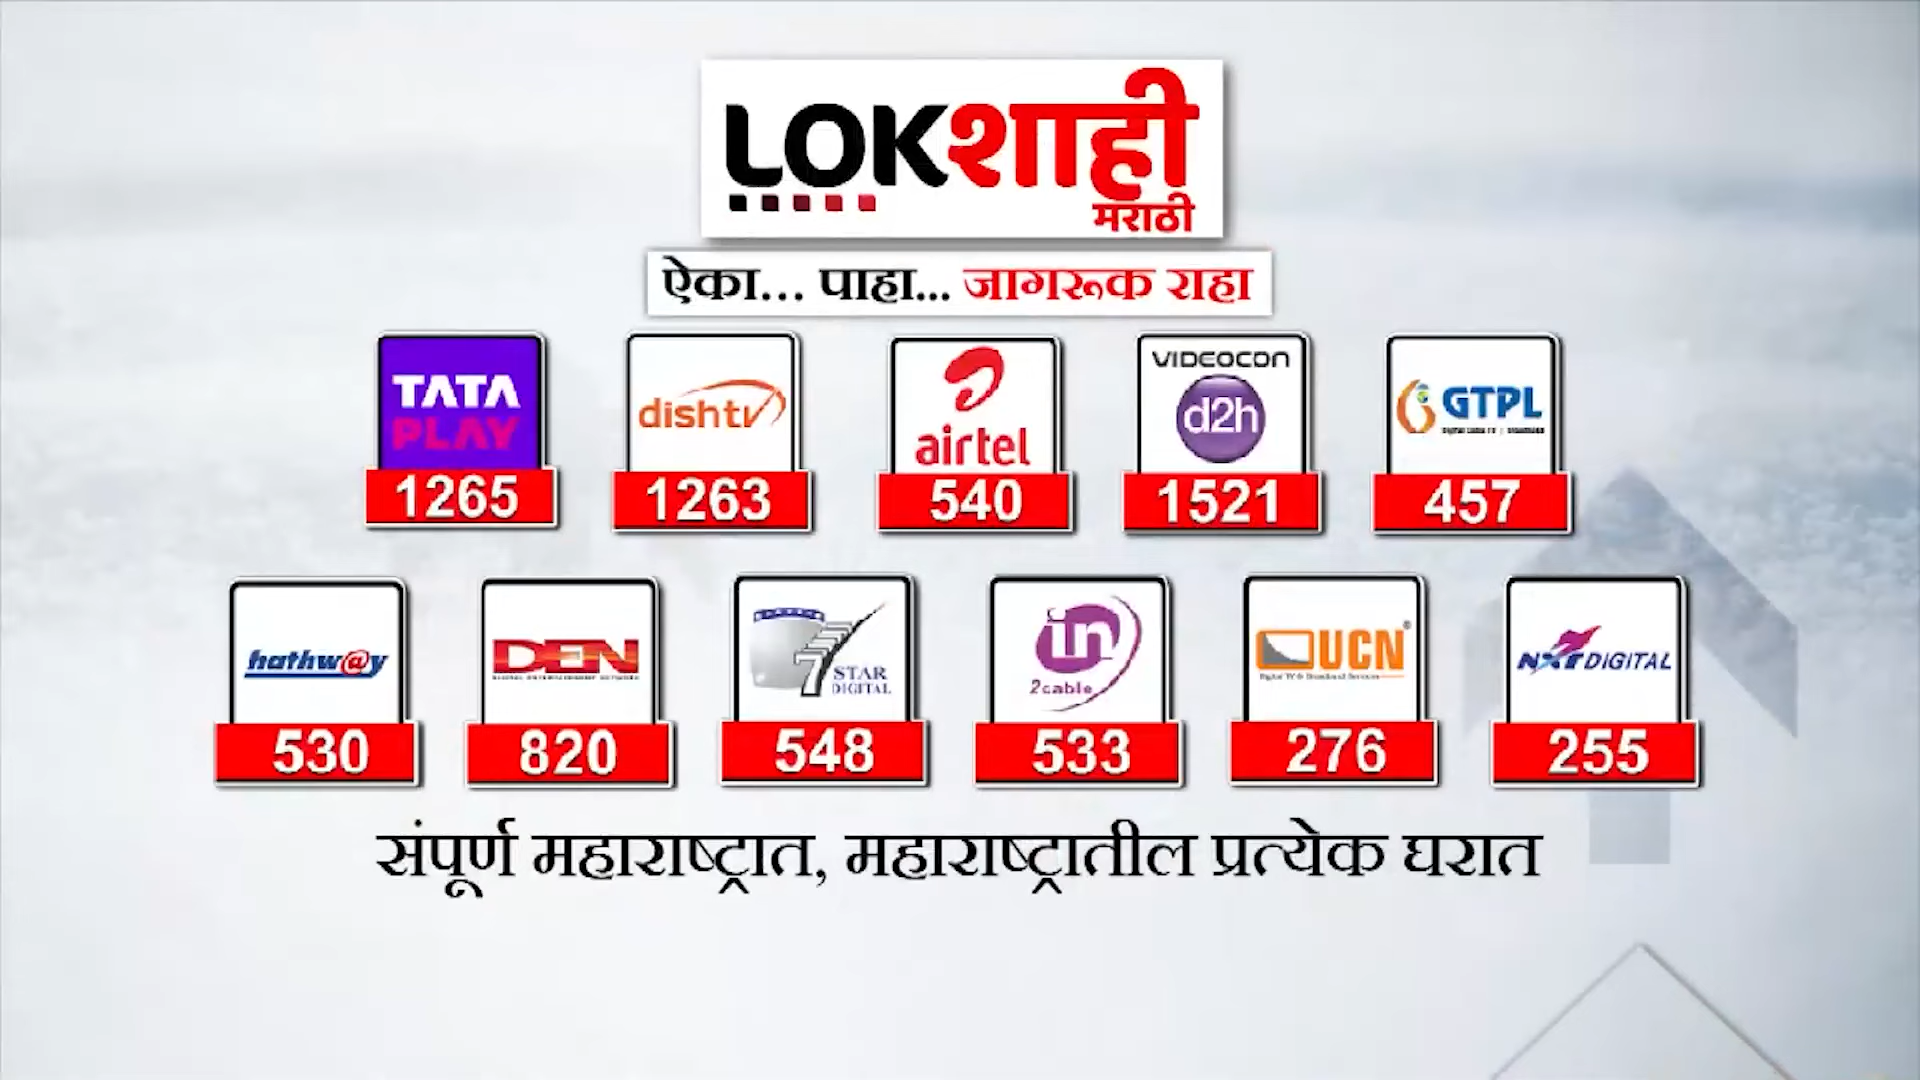 LOKशाही
मराठी
ऐका... पाहा... जागरूक राहा
TATA PLAY
dishtv
airtel
VIDEOCON d2h
GTPL
1265
1263
540
1521
457
hathw@y
DEN
7 STAR DIGITAL
in 2cable
UCN
NXT DIGITAL
530
820
548
533
276
255
संपूर्ण महाराष्ट्रात, महाराष्ट्रातील प्रत्येक घरात